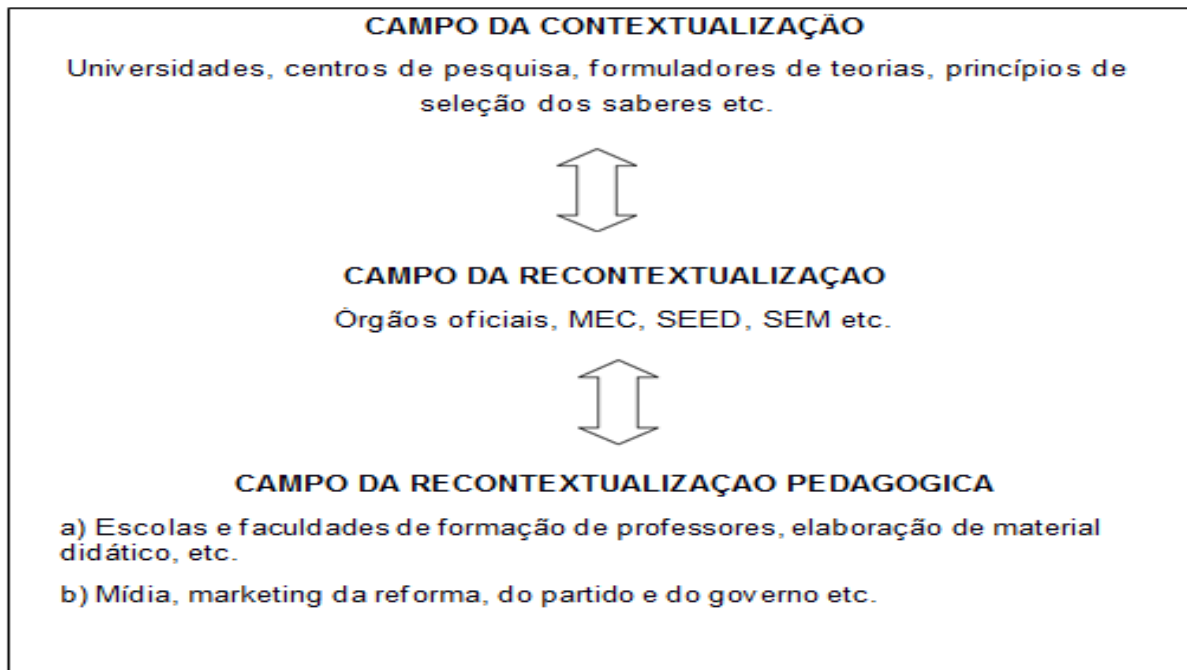 CAMPO DA CONTEXTUALIZAÇÃO
Universidades, centros de pesquisa, formuladores de teorias, princípios de
seleção dos saberes etc.
CAMPO DA RECONTEXTUALIZAÇAO
Órgãos oficiais, MEC, SEED, SEM etc.
CAMPO DA RECONTEXTUALIZAÇAO PEDAGOGICA
a) Escolas e faculdades de formação de professores, elaboração de material
didático, etc.
b) Mídia, marketing da reforma, do partido e do governo etc.